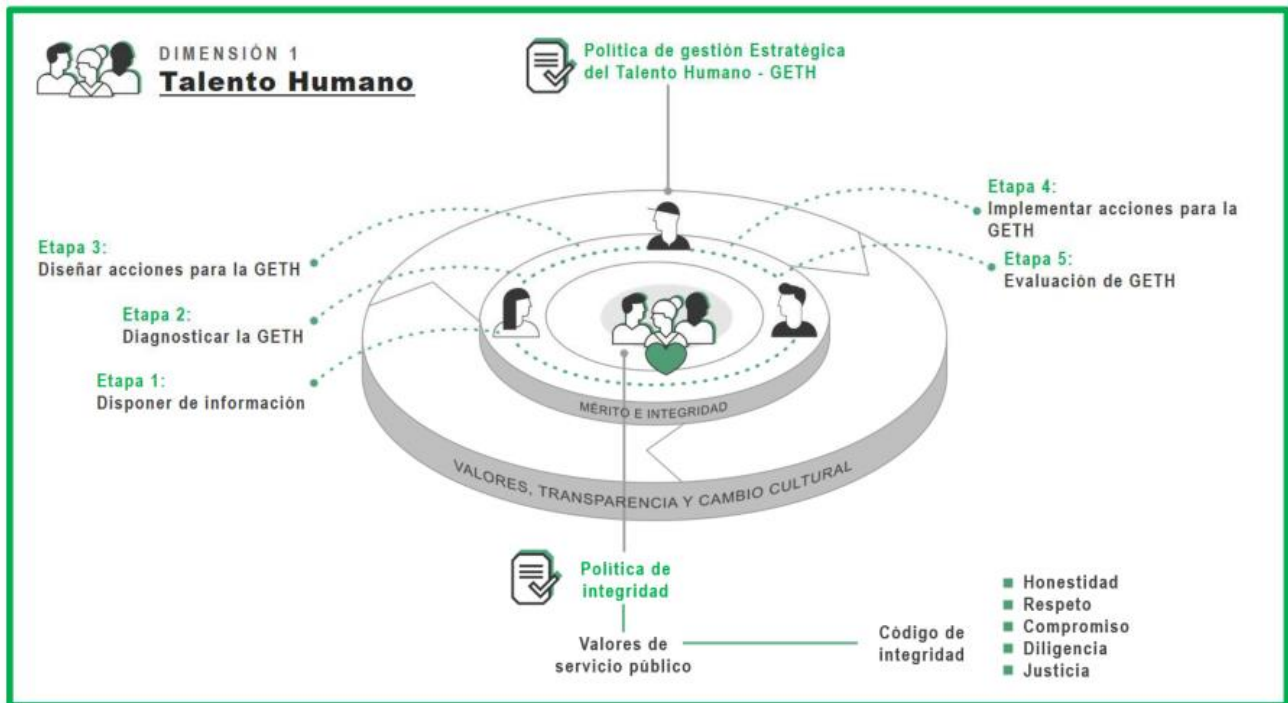 DIMENSIÓN 1
Talento Humano
Política de gestión Estratégica
del Talento Humano - GETH
Etapa 3:
Diseñar acciones para la GETH
Etapa 2:
Diagnosticar la GETH
Etapa 1:
Disponer de información
Etapa 4:
Implementar acciones para la
GETH
Etapa 5:
Evaluación de GETH
MÉRITO E INTEGRIDAD
VALORES, TRANSPARENCIA Y CAMBIO CULTURAL
Política de
integridad
Valores de
servicio público
Código de
integridad
Honestidad
Respeto
Compromiso
Diligencia
Justicia